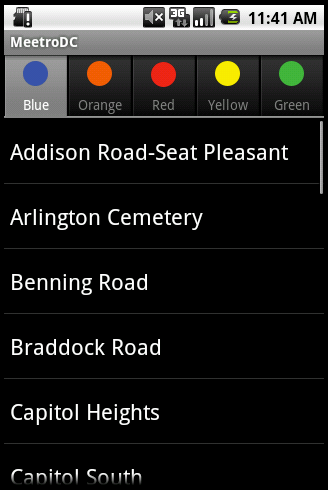 3G 11:41 AM
MeetroDC
Blue Orange Red Yellow Green
Addison Road-Seat Pleasant
Arlington Cemetery
Benning Road
Braddock Road
Capitol Heights
Capitol South